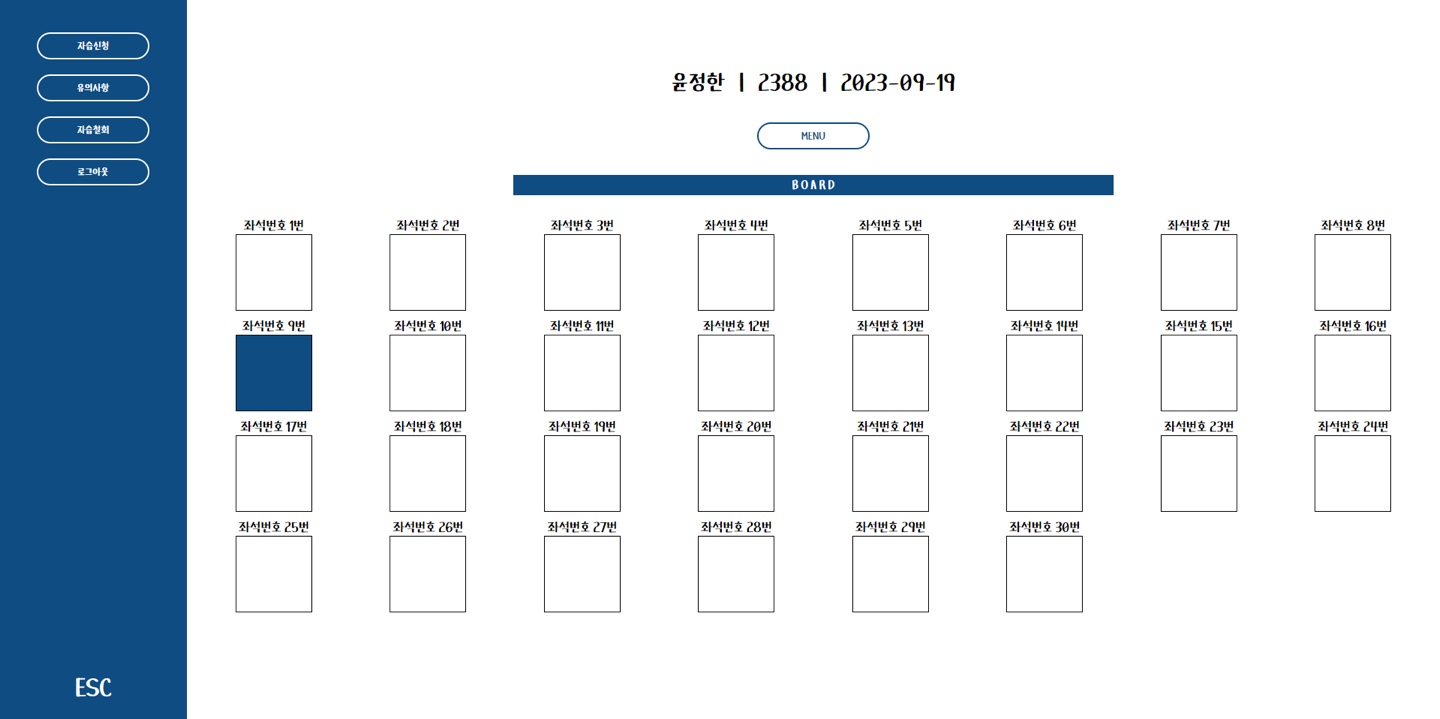 자습신청
유의사항
자습철회
로그아웃
ESC
윤정한 | 2388 | 2023-09-19
MENU
BOARD
좌석번호 1번 좌석번호 2번 좌석번호 3번 좌석번호 4번 좌석번호 5번 좌석번호 6번 좌석번호 7번 좌석번호 8번
좌석번호 9번 좌석번호 10번 좌석번호 11번 좌석번호 12번 좌석번호 13번 좌석번호 14번 좌석번호 15번 좌석번호 16번
좌석번호 17번 좌석번호 18번 좌석번호 19번 좌석번호 20번 좌석번호 21번 좌석번호 22번 좌석번호 23번 좌석번호 24번
좌석번호 25번 좌석번호 26번 좌석번호 27번 좌석번호 28번 좌석번호 29번 좌석번호 30번